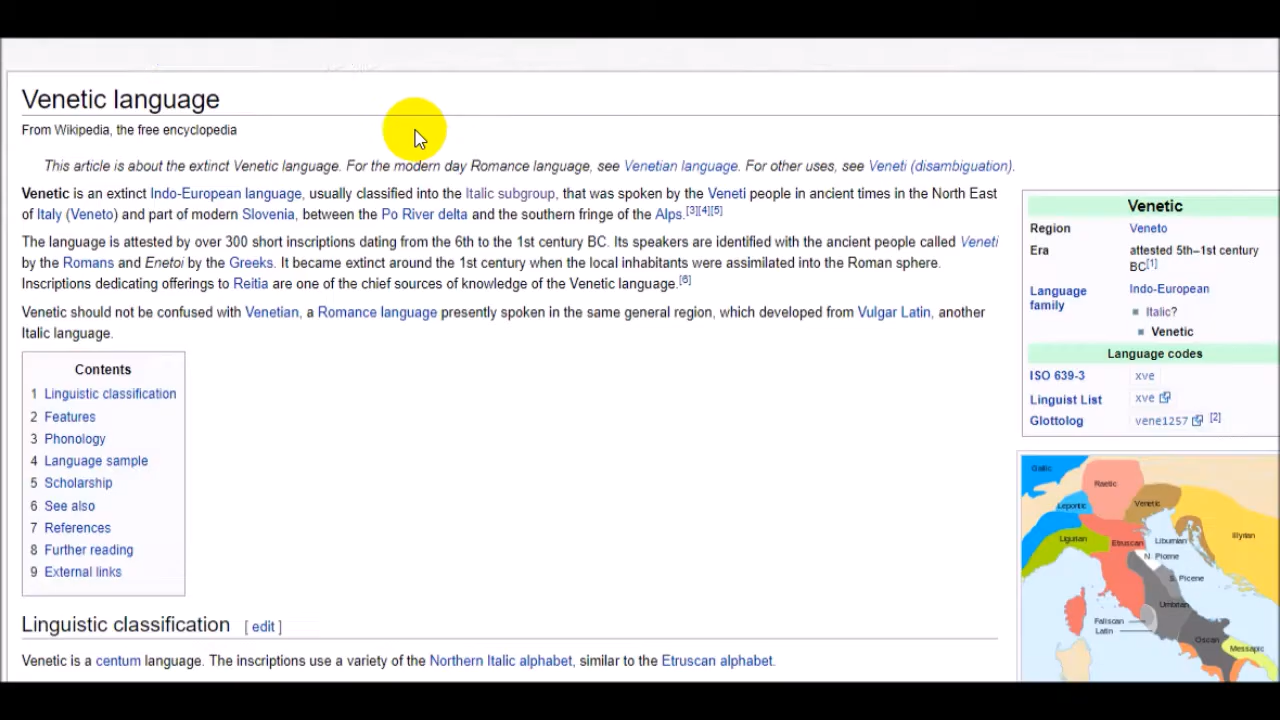 Venetic language
From Wikipedia, the free encyclopedia
This article is about the extinct Venetic language. For the modern day Romance language, see Venetian language. For other uses, see Veneti (disambiguation).
Venetic is an extinct Indo-European language, usually classified into the Italic subgroup, that was spoken by the Veneti people in ancient times in the North East
of Italy (Veneto) and part of modern Slovenia, between the Po River delta and the southern fringe of the Alps.[3][4][5]
The language is attested by over 300 short inscriptions dating from the 6th to the 1st century BC. Its speakers are identified with the ancient people called Veneti
by the Romans and Enetoi by the Greeks. It became extinct around the 1st century when the local inhabitants were assimilated into the Roman sphere.
Inscriptions dedicating offerings to Reitia are one of the chief sources of knowledge of the Venetic language.[6]
Venetic should not be confused with Venetian, a Romance language presently spoken in the same general region, which developed from Vulgar Latin, another
Italic language.
Contents
1 Linguistic classification
2 Features
3 Phonology
4 Language sample
5 Scholarship
6 See also
7 References
8 Further reading
9 External links
Linguistic classification [ edit ]
Venetic is a centum language. The inscriptions use a variety of the Northern Italic alphabet, similar to the Etruscan alphabet.
Venetic
Region Veneto
Era attested 5th–1st century
BC[1]
Language Indo-European
family
Italic?
Venetic
Language codes
ISO 639-3 xve
Linguist List xve
Glottolog vene1257 [2]
Gallic
Raetic
Lepontic
Venetic
Ligurian
Etruscan
Liburnian
Illyrian
N. Picene
S. Picene
Umbrian
Faliscan
Latin
Oscan
Messapic